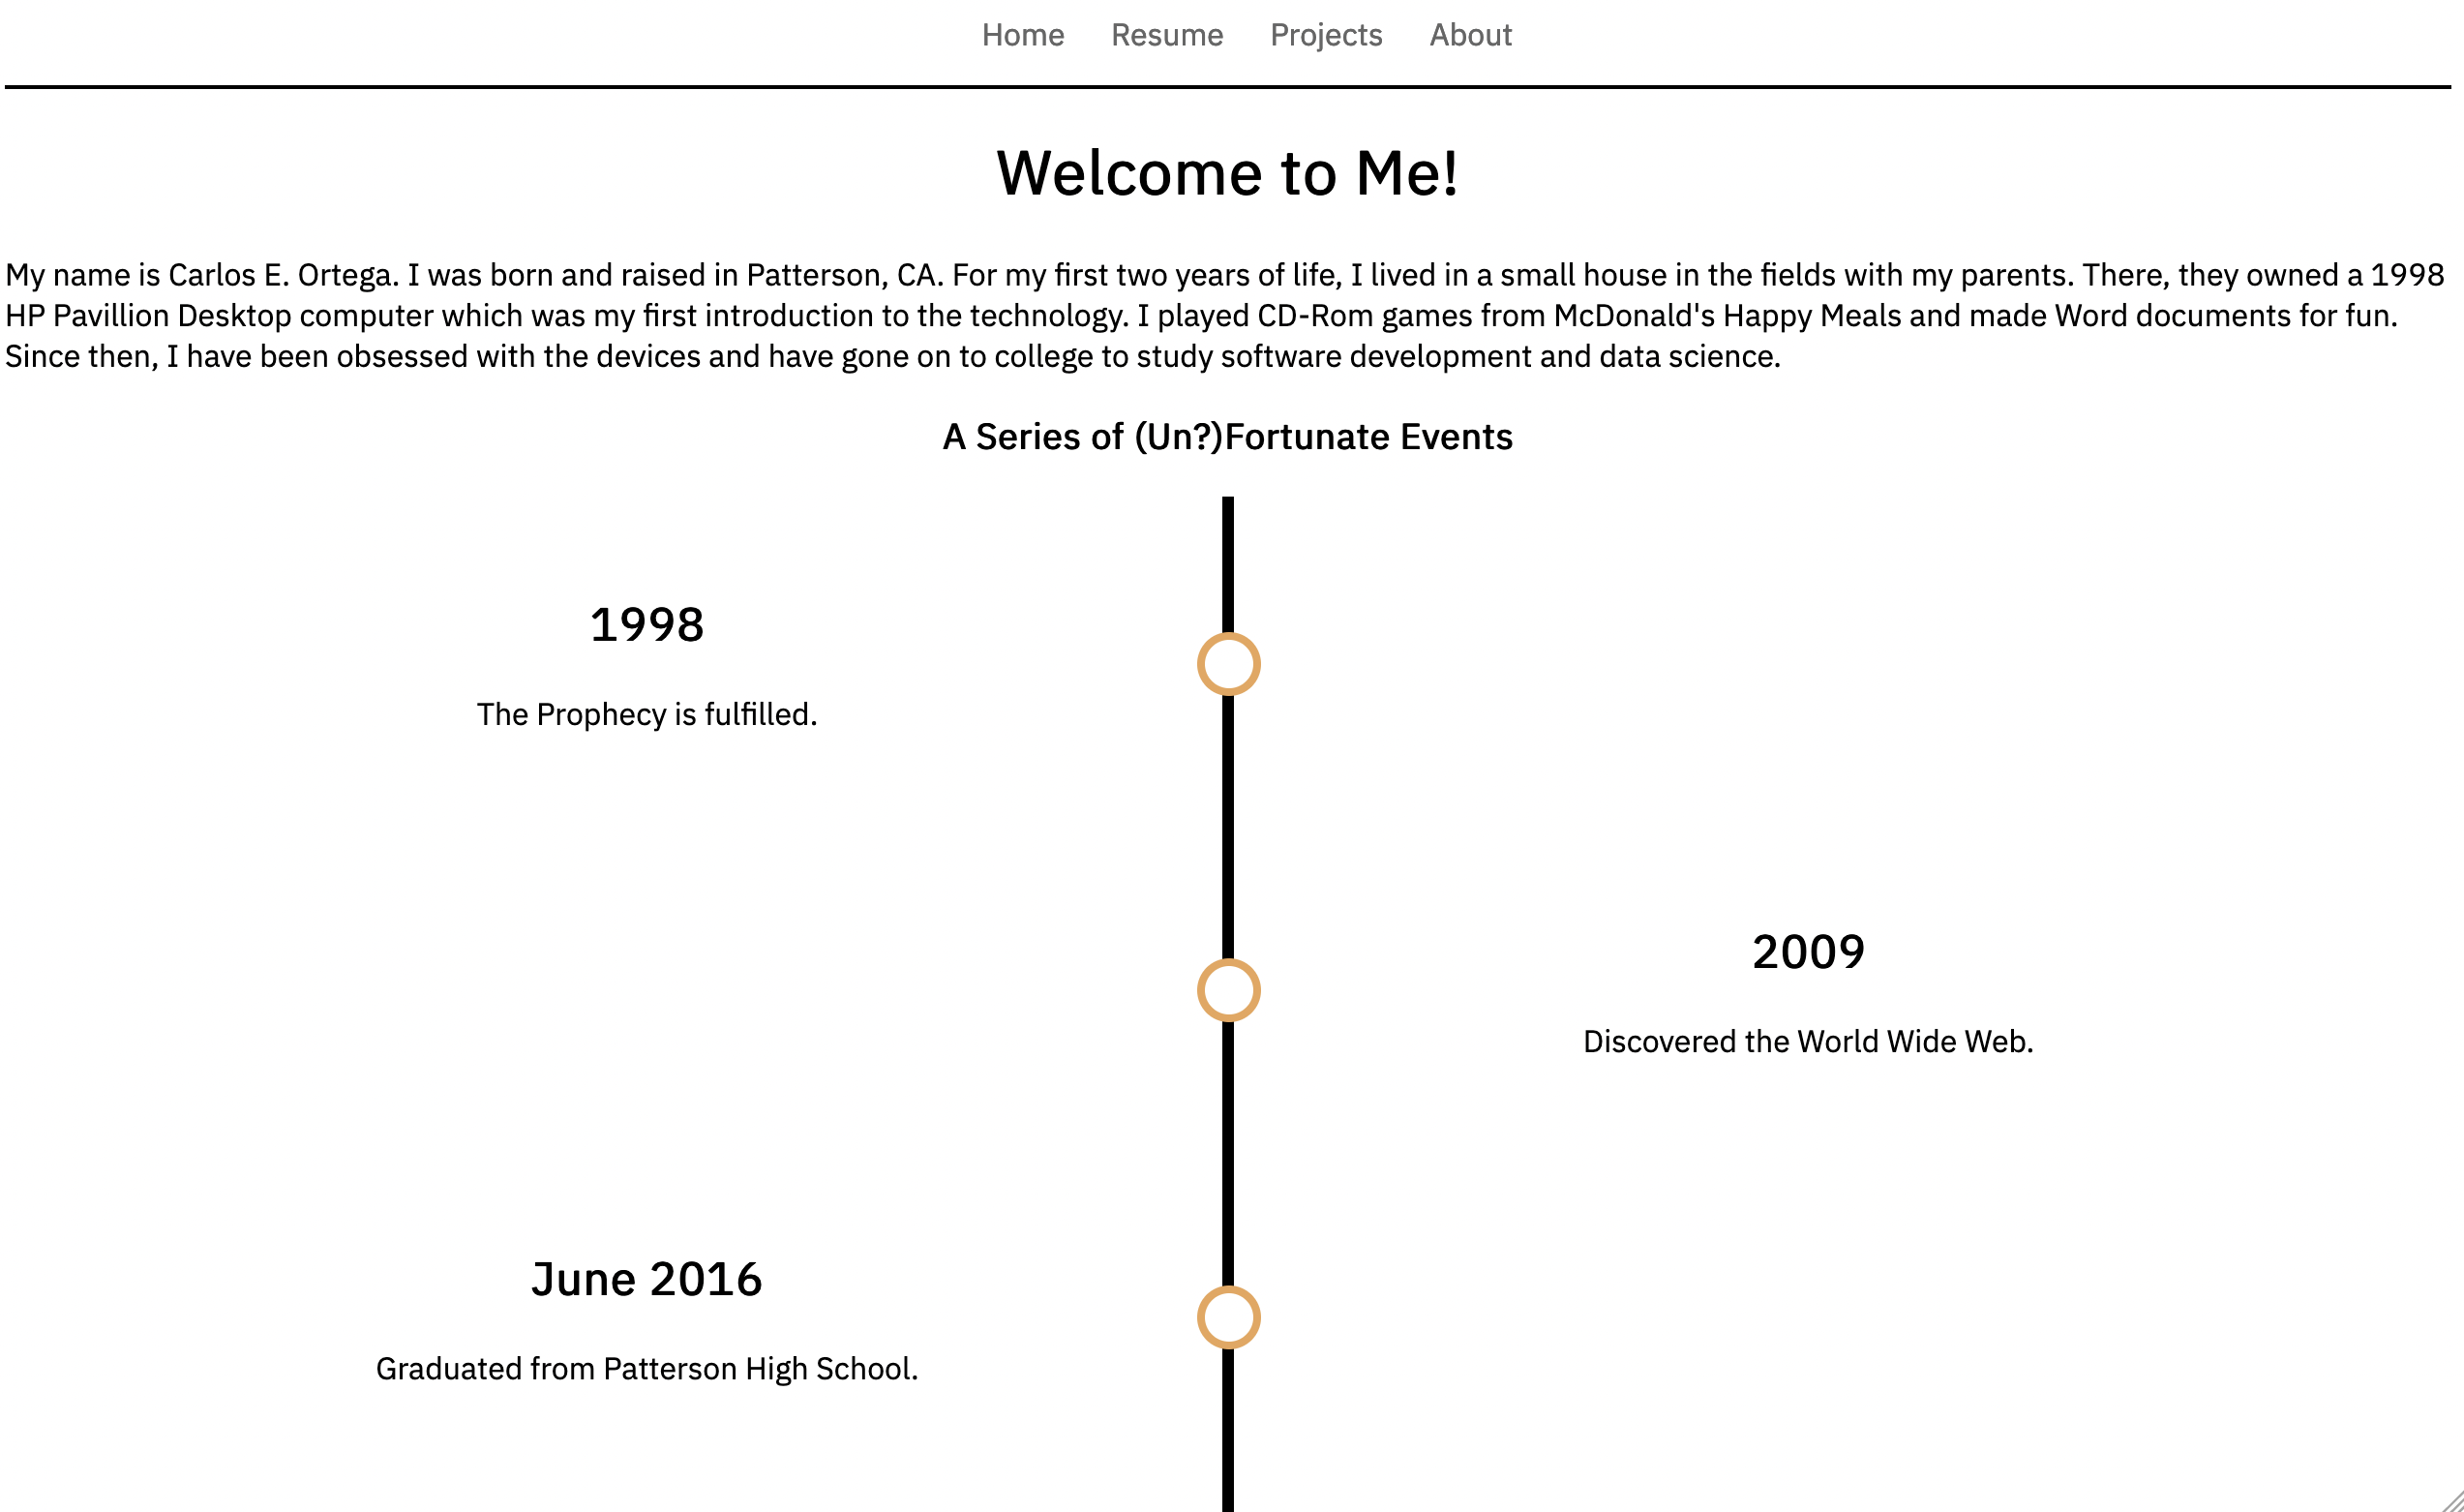 Home Resume Projects About
Welcome to Me!
My name is Carlos E. Ortega. I was born and raised in Patterson, CA. For my first two years of life, I lived in a small house in the fields with my parents. There, they owned a 1998
HP Pavillion Desktop computer which was my first introduction to the technology. I played CD-Rom games from McDonald's Happy Meals and made Word documents for fun.
Since then, I have been obsessed with the devices and have gone on to college to study software development and data science.
A Series of (Un?)Fortunate Events
1998
The Prophecy is fulfilled.
2009
Discovered the World Wide Web.
June 2016
Graduated from Patterson High School.